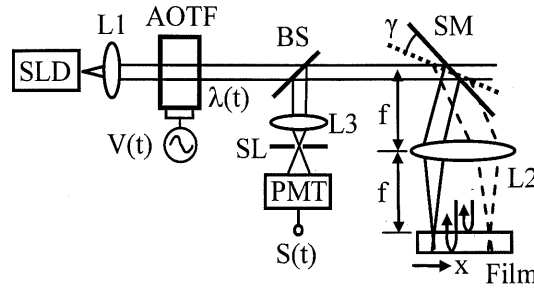 AOTF
L1
BS
γ
SM
SLD
λ(t)
f
L3
V(t)
SL
L2
PMT
f
S(t)
x
Film